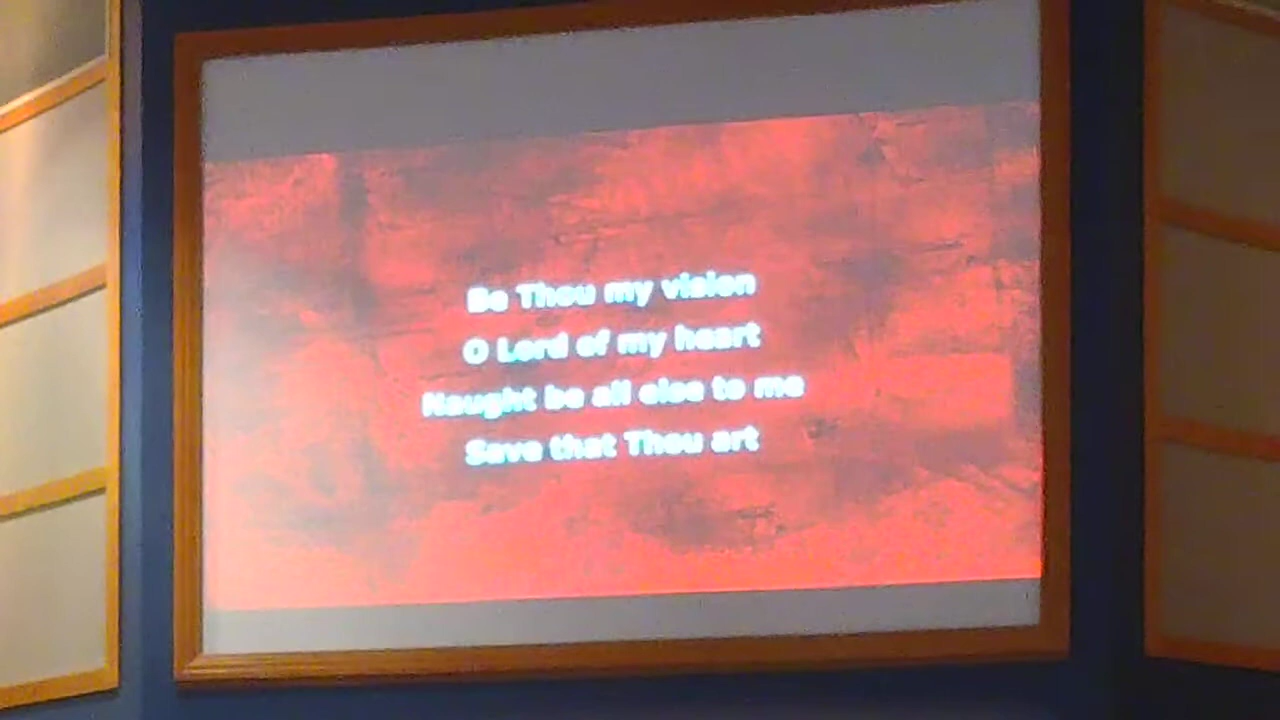 Be Thou my vision
O Lord of my heart
Naught be all else to me
Save that Thou art